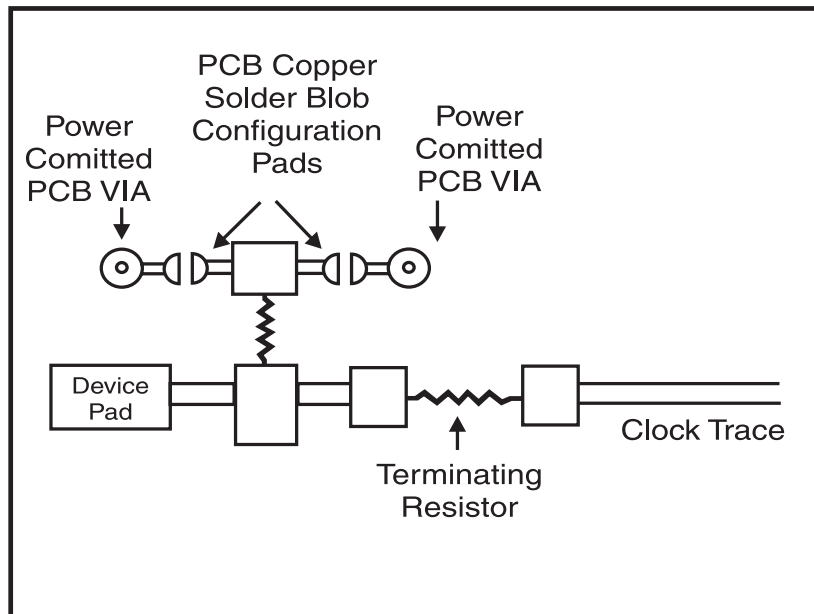 PCB Copper
Solder Blob
Configuration
Pads
Power
Comitted
PCB VIA
Power
Comitted
PCB VIA
Device
Pad
Clock Trace
Terminating
Resistor